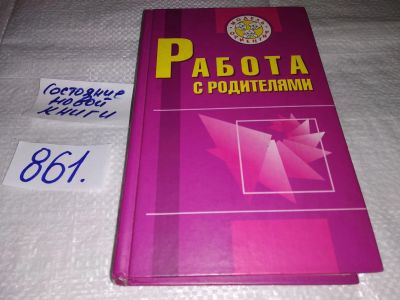 Состояние
новой
книги
861.
РАБОТА
С РОДИТЕЛЯМИ